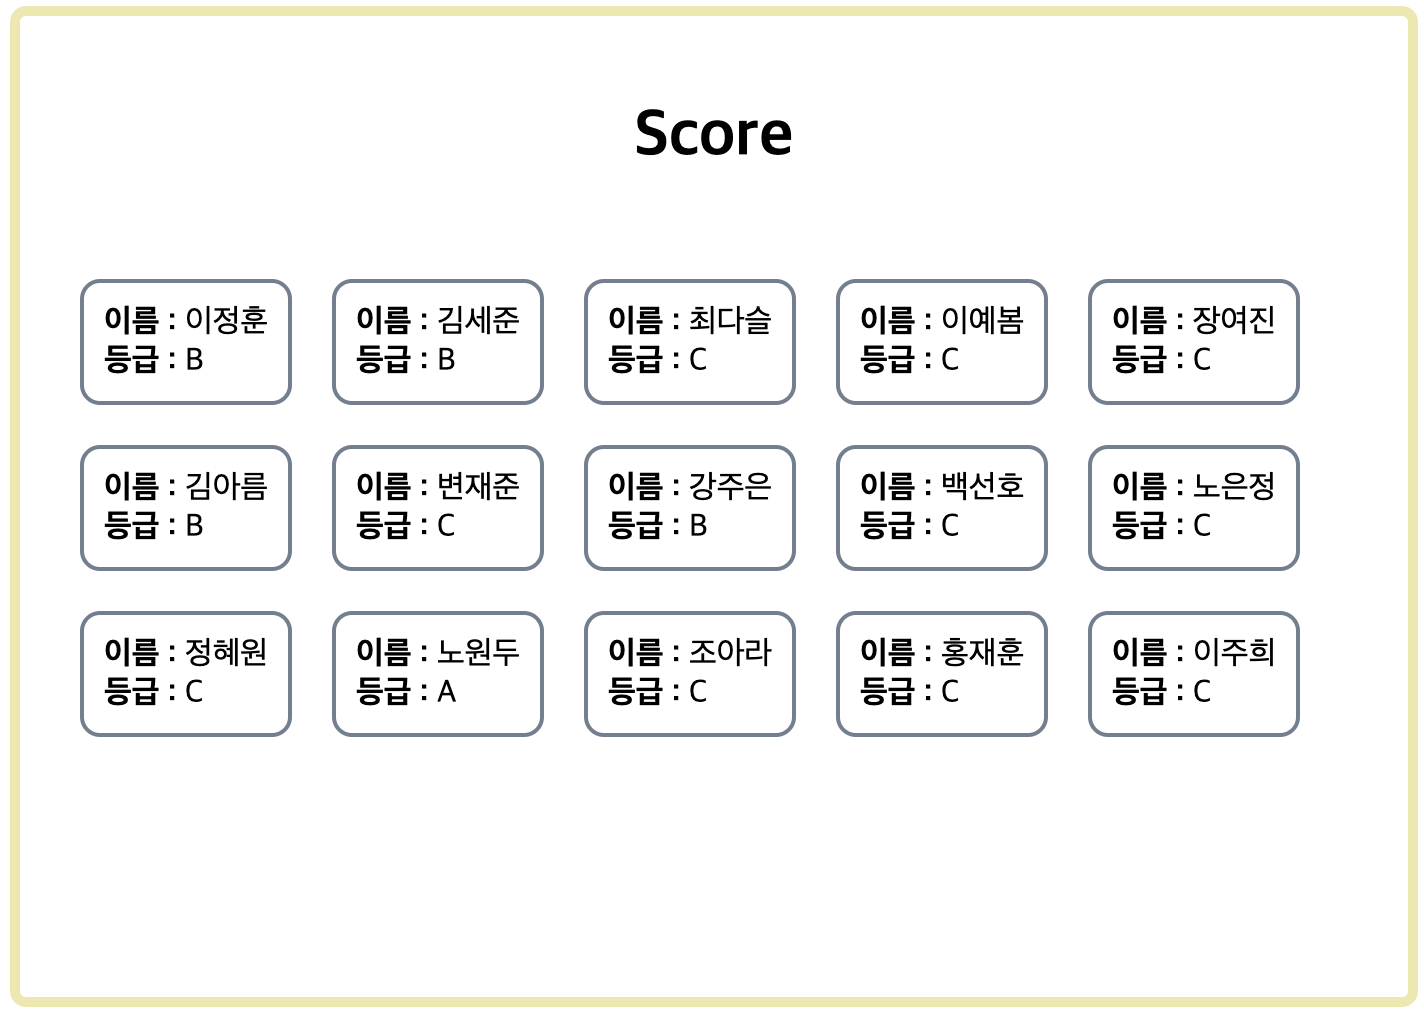 Score
이름 : 이정훈
등급 : B
이름 : 김세준
등급 : B
이름 : 최다슬
등급 : C
이름 : 이예봄
등급 : C
이름 : 장여진
등급 : C
이름 : 김아름
등급 : B
이름 : 변재준
등급 : C
이름 : 강주은
등급 : B
이름 : 백선호
등급 : C
이름 : 노은정
등급 : C
이름 : 정혜원
등급 : C
이름 : 노원두
등급 : A
이름 : 조아라
등급 : C
이름 : 홍재훈
등급 : C
이름 : 이주희
등급 : C